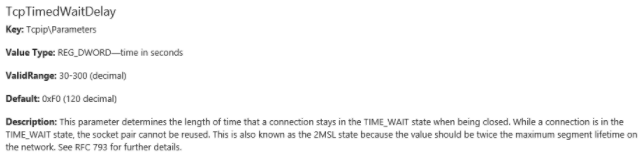 TcpTimedWaitDelay
Key: Tcpip\Parameters
Value Type: REG_DWORD—time in seconds
ValidRange: 30-300 (decimal)
Default: 0xF0 (120 decimal)
Description: This parameter determines the length of time that a connection stays in the TIME_WAIT state when being closed. While a connection is in the
TIME_WAIT state, the socket pair cannot be reused. This is also known as the 2MSL state because the value should be twice the maximum segment lifetime on
the network. See RFC 793 for further details.